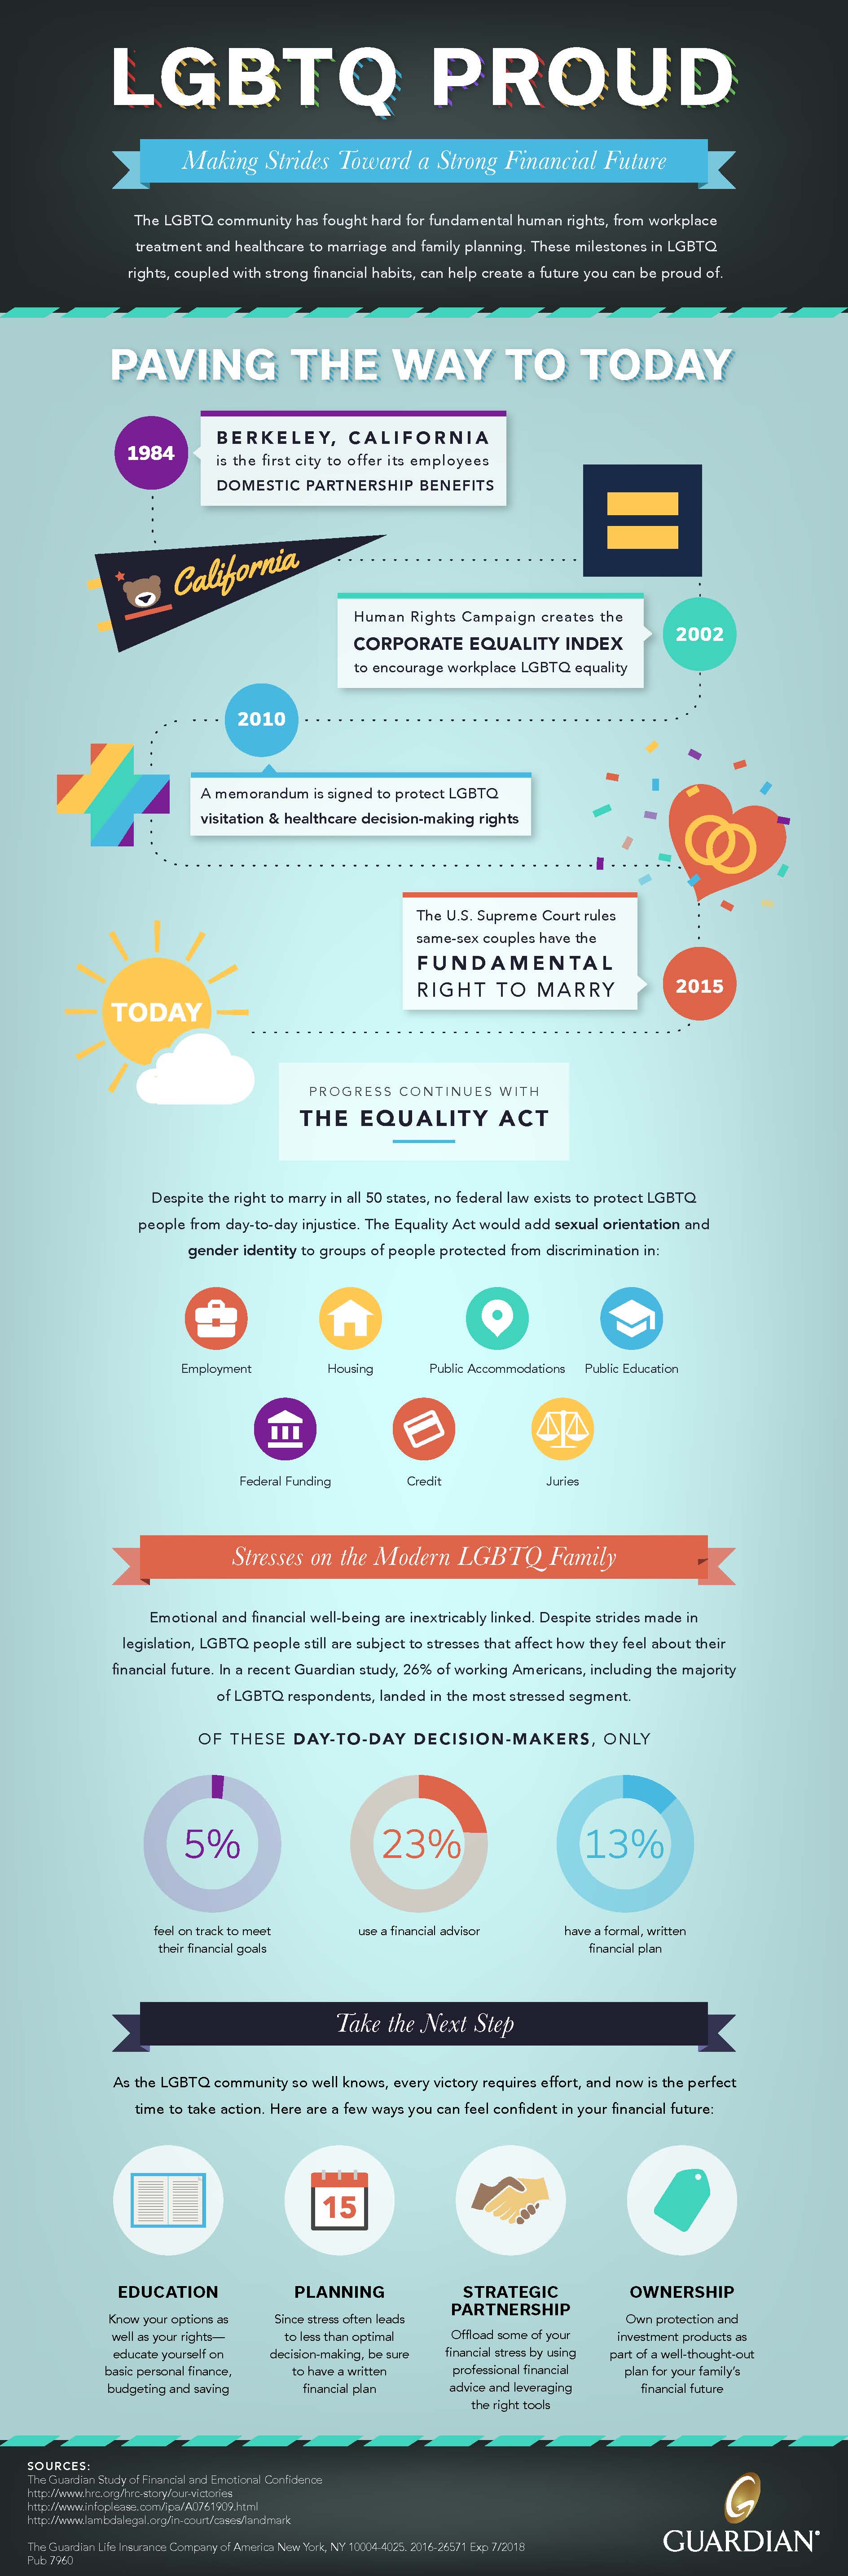 LGBTQ PROUD
Making Strides Toward a Strong Financial Future
The LGBTQ community has fought hard for fundamental human rights, from workplace
treatment and healthcare to marriage and family planning. These milestones in LGBTQ
rights, coupled with strong financial habits, can help create a future you can be proud of.
PAVING THE WAY TO TODAY
1984
BERKELEY, CALIFORNIA
is the first city to offer its employees
DOMESTIC PARTNERSHIP BENEFITS
California
Human Rights Campaign creates the
CORPORATE EQUALITY INDEX
to encourage workplace LGBTQ equality
2002
2010
A memorandum is signed to protect LGBTQ
visitation & healthcare decision-making rights
The U.S. Supreme Court rules
same-sex couples have the
FUNDAMENTAL
RIGHT TO MARRY
2015
TODAY
PROGRESS CONTINUES WITH
THE EQUALITY ACT
Despite the right to marry in all 50 states, no federal law exists to protect LGBTQ
people from day-to-day injustice. The Equality Act would add sexual orientation and
gender identity to groups of people protected from discrimination in:
Employment
Housing
Public Accommodations
Public Education
Federal Funding
Credit
Juries
Stresses on the Modern LGBTQ Family
Emotional and financial well-being are inextricably linked. Despite strides made in
legislation, LGBTQ people still are subject to stresses that affect how they feel about their
financial future. In a recent Guardian study, 26% of working Americans, including the majority
of LGBTQ respondents, landed in the most stressed segment.
OF THESE DAY-TO-DAY DECISION-MAKERS, ONLY
5%
feel on track to meet
their financial goals
23%
use a financial advisor
13%
have a formal, written
financial plan
Take the Next Step
As the LGBTQ community so well knows, every victory requires effort, and now is the perfect
time to take action. Here are a few ways you can feel confident in your financial future:
EDUCATION
Know your options as
well as your rights—
educate yourself on
basic personal finance,
budgeting and saving
15
PLANNING
Since stress often leads
to less than optimal
decision-making, be sure
to have a written
financial plan
STRATEGIC
PARTNERSHIP
Offload some of your
financial stress by using
professional financial
advice and leveraging
the right tools
OWNERSHIP
Own protection and
investment products as
part of a well-thought-out
plan for your family's
financial future
SOURCES:
The Guardian Study of Financial and Emotional Confidence
http://www.hrc.org/hrc-story/our-victories
http://www.infoplease.com/ipa/A0761909.html
http://www.lambdalegal.org/in-court/cases/landmark
The Guardian Life Insurance Company of America New York, NY 10004-4025. 2016-26571 Exp 7/2018
Pub 7960
GUARDIAN®